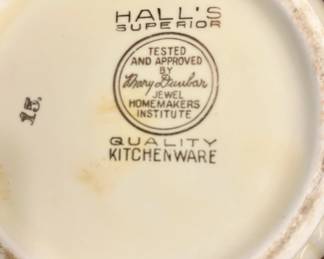 HALL'S
SUPERIOR
TESTED
AND APPROVED
BY
Mary Dunbar
JEWEL
HOMEMAKERS
INSTITUTE
QUALITY
KITCHENWARE
15.